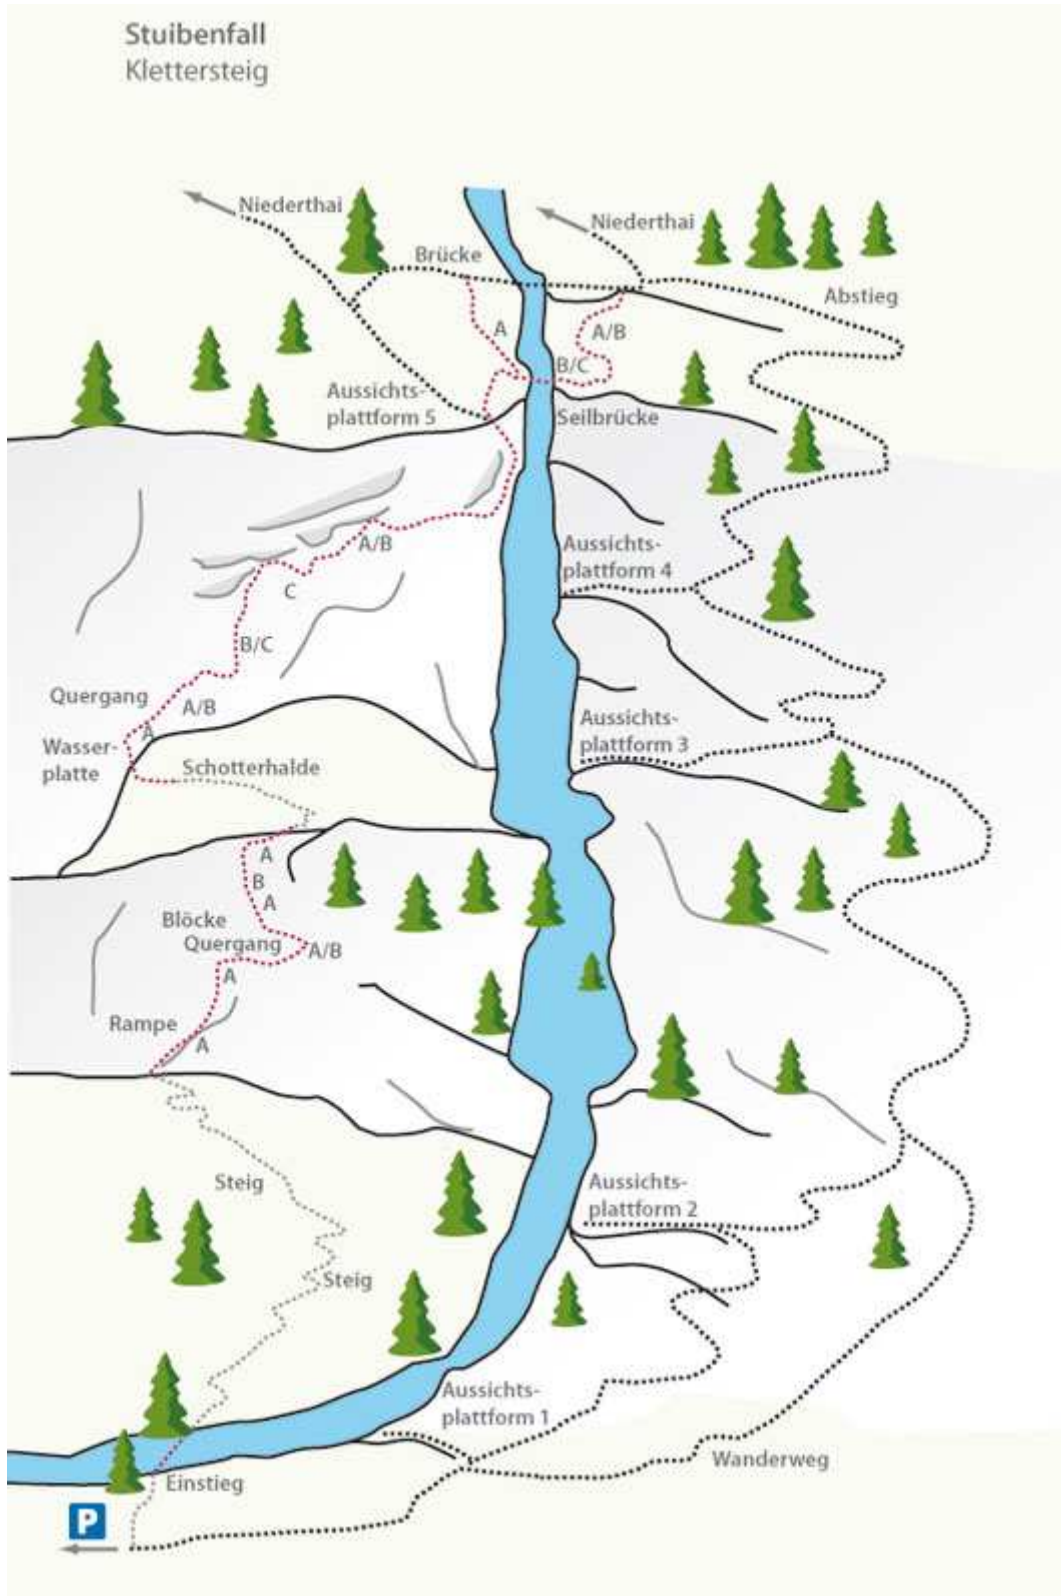 Stuibenfall
Klettersteig
Niederthai
Niederthai
Brücke
Abstieg
A
A/B
B/C
Aussichts-
plattform 5
Seilbrücke
A/B
Aussichts-
plattform 4
C
B/C
Quergang
A/B
A
Aussichts-
plattform 3
Wasser-
platte
Schotterhalde
A
B
A
Blöcke
Quergang
A/B
A
Rampe
A
Steig
Aussichts-
plattform 2
Steig
Aussichts-
plattform 1
Wanderweg
Einstieg
P